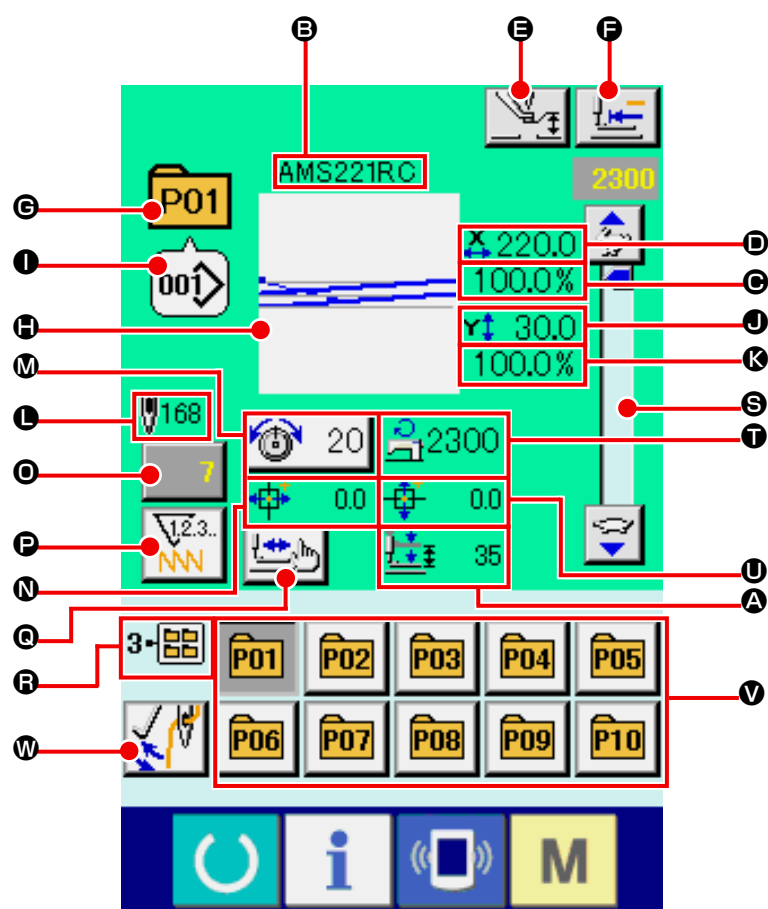 B E F
AMS221RC
2300
G P01
I 001
X 220.0 D
100.0% C
H
Y 30.0 J
100.0% K
M
L 168
S
20 2300 T
O 7
0.0 0.0
P 1.2.3..
N
35 U
A
Q
3
R
P01 P02 P03 P04 P05
V
P06 P07 P08 P09 P10
W
i M